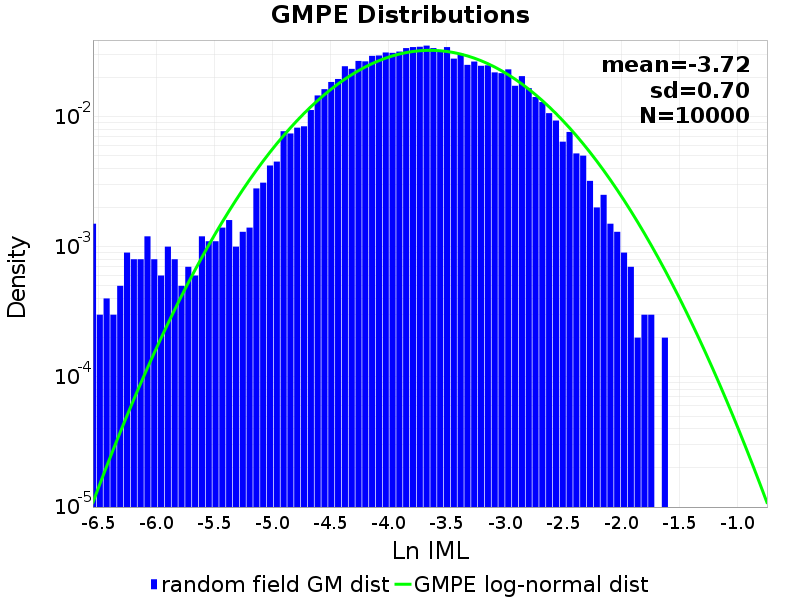 GMPE Distributions
mean=-3.72
sd=0.70
N=10000
Density
10-2
10-3
10-4
10-5
-6.5 -6.0 -5.5 -5.0 -4.5 -4.0 -3.5 -3.0 -2.5 -2.0 -1.5 -1.0
Ln IML
random field GM dist GMPE log-normal dist